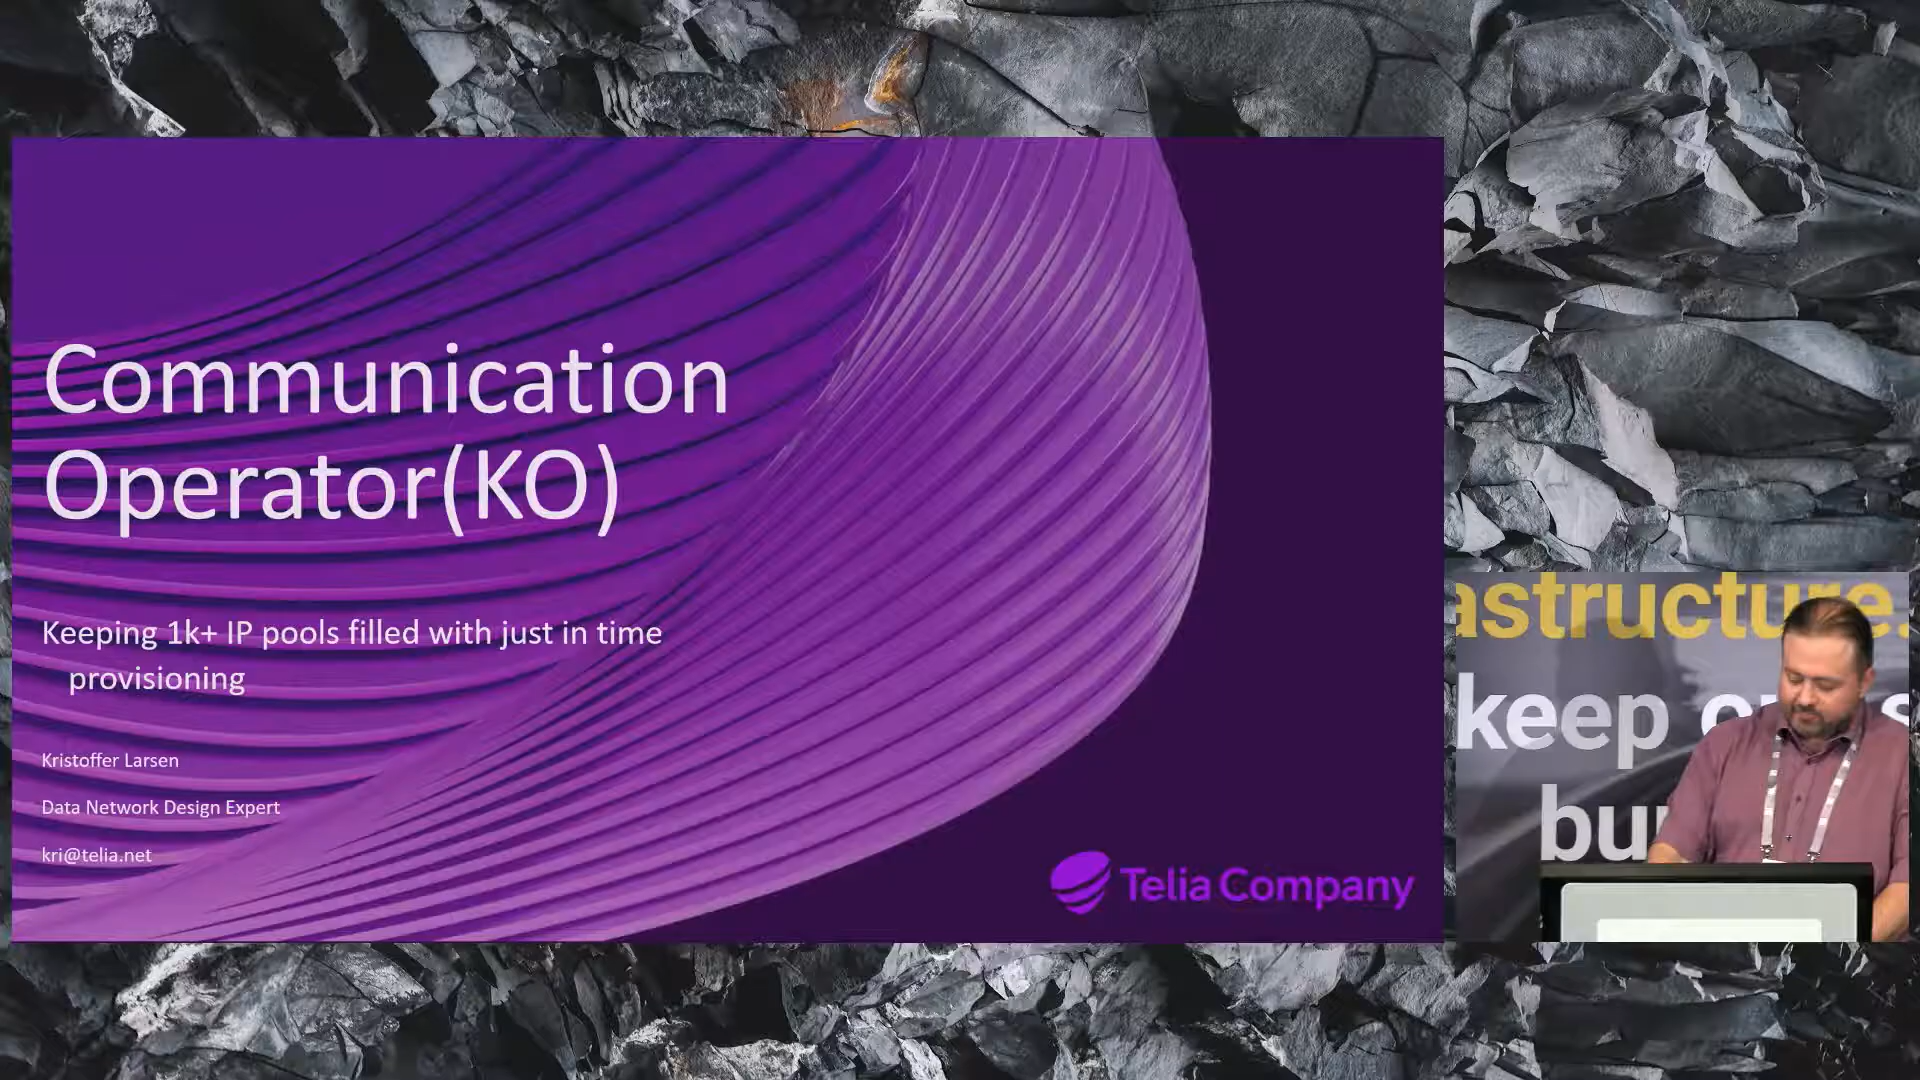 Communication
Operator(KO)
Keeping 1k+ IP pools filled with just in time
provisioning
Kristoffer Larsen
Data Network Design Expert
kri@telia.net
Telia Company
astructure.
keep